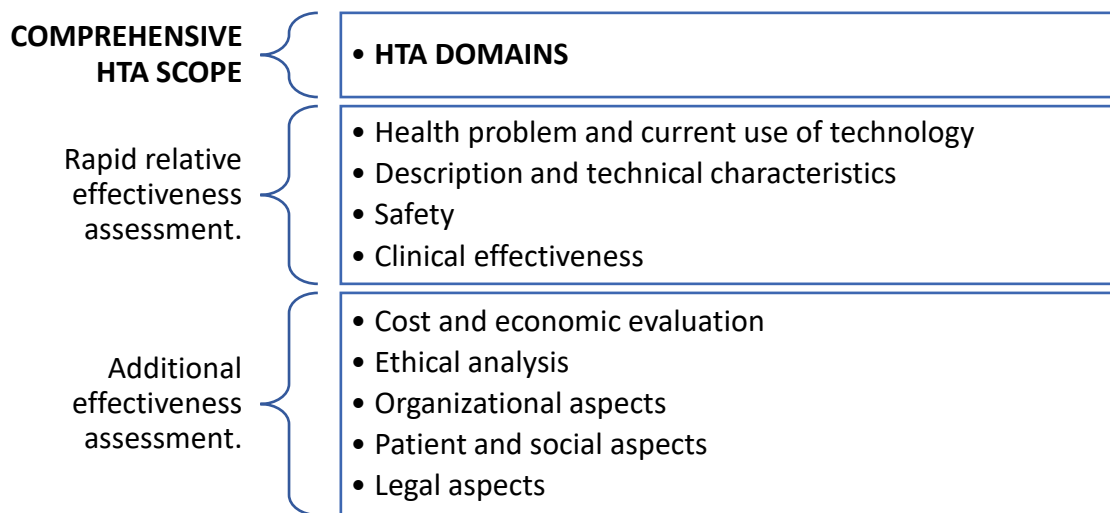 COMPREHENSIVE
HTA SCOPE
• HTA DOMAINS
Rapid relative
effectiveness
assessment.
• Health problem and current use of technology
• Description and technical characteristics
• Safety
• Clinical effectiveness
Additional
effectiveness
assessment.
• Cost and economic evaluation
• Ethical analysis
• Organizational aspects
• Patient and social aspects
• Legal aspects